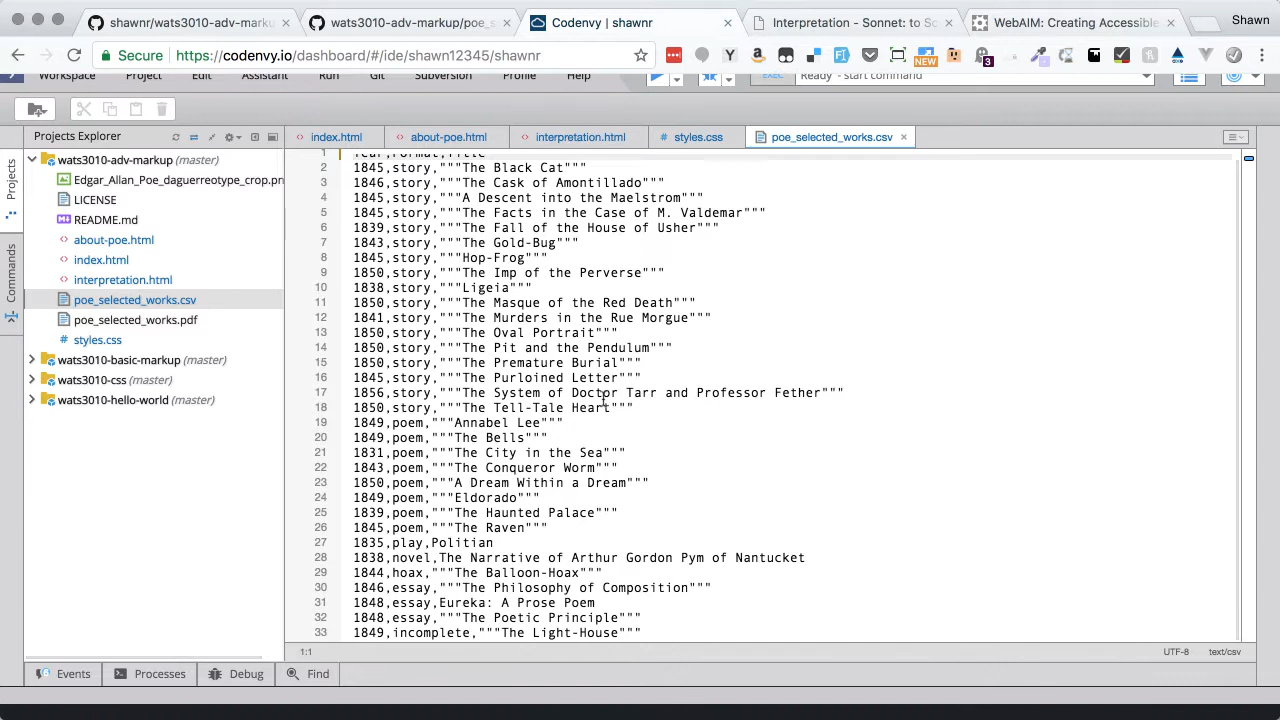 shawnr/wats3010-adv-marku
wats3010-adv-markup/poe_s
Codenvy | shawnr
Interpretation - Sonnet: to Sc
WebAIM: Creating Accessible
Shawn
Secure
https://codenvy.io/dashboard/#/ide/shawn12345/shawnr
NEW
3
Workspace
Project
Edit
Assistant
Run
Git
Subversion
Profile
Help
EXEC
Ready - start command
Projects Explorer
index.html
about-poe.html
interpretation.html
styles.css
poe_selected_works.csv
Projects
Commands
wats3010-adv-markup (master)
Edgar_Allan_Poe_daguerreotype_crop.pn
LICENSE
README.md
about-poe.html
index.html
interpretation.html
poe_selected_works.csv
poe_selected_works.pdf
styles.css
wats3010-basic-markup (master)
wats3010-css (master)
wats3010-hello-world (master)
1 Year,Format,Title
2 1845,story,"""The Black Cat"""
3 1846,story,"""The Cask of Amontillado"""
4 1845,story,"""A Descent into the Maelstrom"""
5 1845,story,"""The Facts in the Case of M. Valdemar"""
6 1839,story,"""The Fall of the House of Usher"""
7 1843,story,"""The Gold-Bug"""
8 1845,story,"""Hop-Frog"""
9 1850,story,"""The Imp of the Perverse"""
10 1838,story,"""Ligeia"""
11 1850,story,"""The Masque of the Red Death"""
12 1841,story,"""The Murders in the Rue Morgue"""
13 1850,story,"""The Oval Portrait"""
14 1850,story,"""The Pit and the Pendulum"""
15 1850,story,"""The Premature Burial"""
16 1845,story,"""The Purloined Letter"""
17 1856,story,"""The System of Doctor Tarr and Professor Fether"""
18 1850,story,"""The Tell-Tale Heart"""
19 1849,poem,"""Annabel Lee"""
20 1849,poem,"""The Bells"""
21 1831,poem,"""The City in the Sea"""
22 1843,poem,"""The Conqueror Worm"""
23 1850,poem,"""A Dream Within a Dream"""
24 1849,poem,"""Eldorado"""
25 1839,poem,"""The Haunted Palace"""
26 1845,poem,"""The Raven"""
27 1835,play,Politian
28 1838,novel,The Narrative of Arthur Gordon Pym of Nantucket
29 1844,hoax,"""The Balloon-Hoax"""
30 1846,essay,"""The Philosophy of Composition"""
31 1848,essay,Eureka: A Prose Poem
32 1848,essay,"""The Poetic Principle"""
33 1849,incomplete,"""The Light-House"""
1:1
UTF-8
text/csv
Events
Processes
Debug
Find